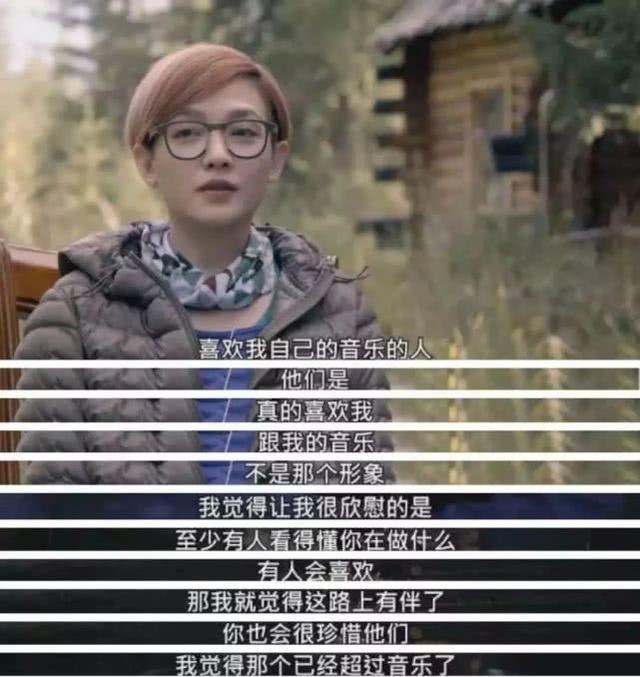 喜欢我自己的音乐的人
他们是
真的喜欢我
跟我的音乐
不是那个形象
我觉得让我很欣慰的是
至少有人看得懂你在做什么
有人会喜欢
那我就觉得这路上有伴了
你也会很珍惜他们
我觉得那个已经超过音乐了